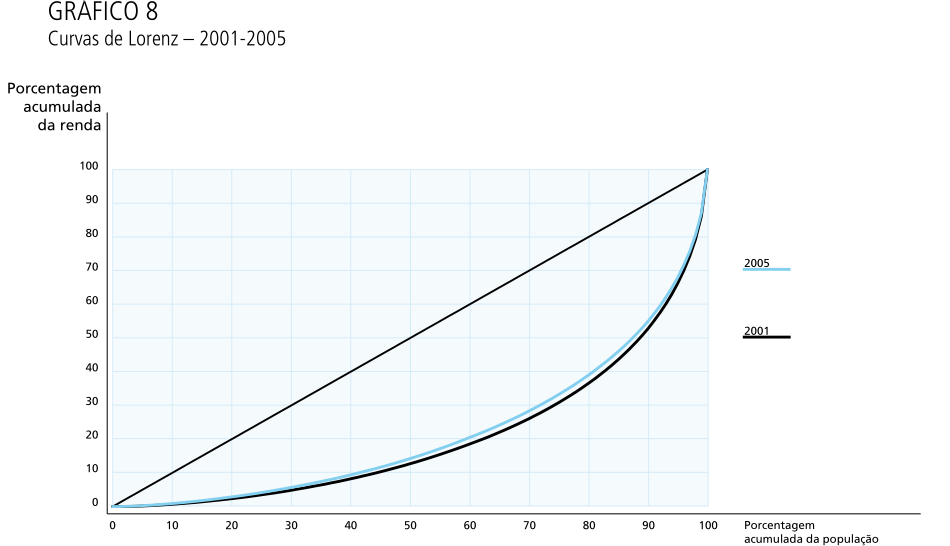 GRÁFICO 8
Curvas de Lorenz – 2001-2005
Porcentagem
acumulada
da renda
100
90
80
70
60
50
40
30
20
10
0
2005
2001
0 10 20 30 40 50 60 70 80 90 100
Porcentagem
acumulada da população